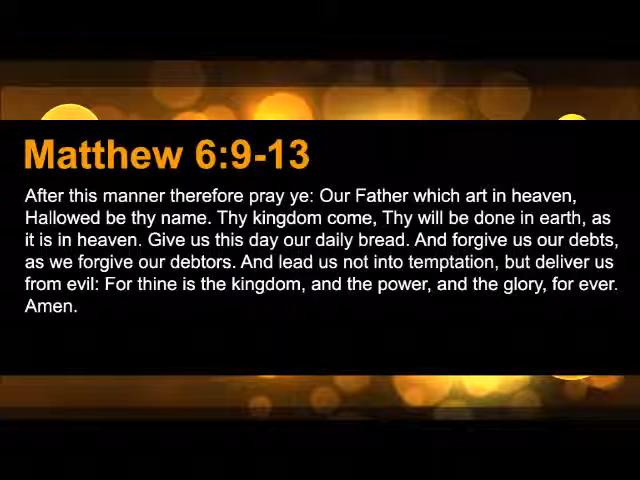 Matthew 6:9-13
After this manner therefore pray ye: Our Father which art in heaven,
Hallowed be thy name. Thy kingdom come, Thy will be done in earth, as
it is in heaven. Give us this day our daily bread. And forgive us our debts,
as we forgive our debtors. And lead us not into temptation, but deliver us
from evil: For thine is the kingdom, and the power, and the glory, for ever.
Amen.